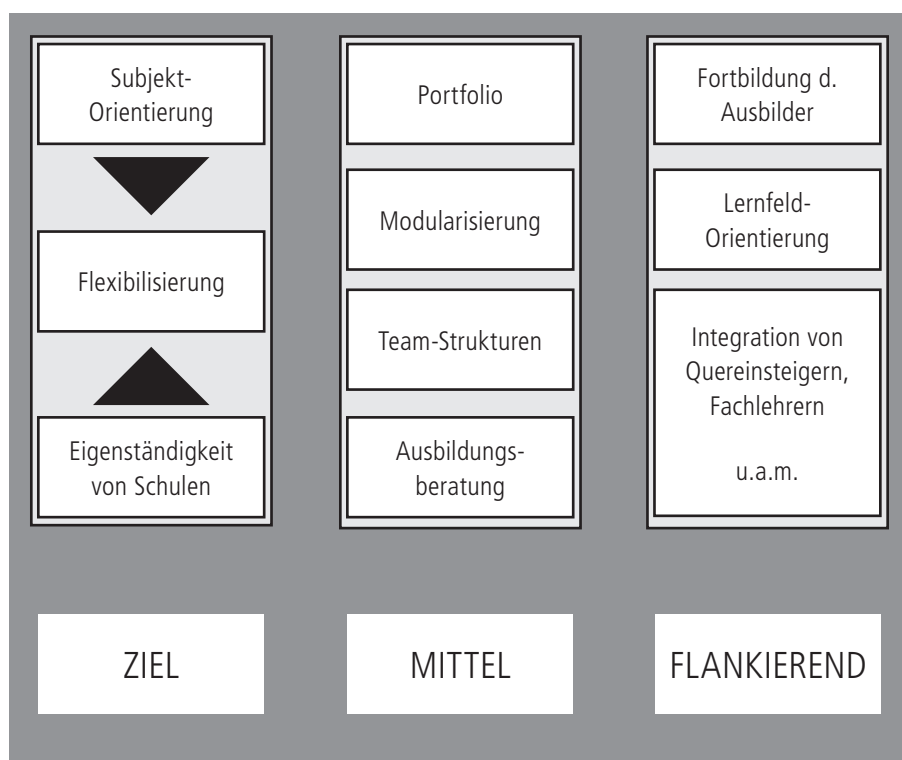 Subjekt-
Orientierung
Flexibilisierung
Eigenständigkeit
von Schulen
Portfolio
Modularisierung
Team-Strukturen
Ausbildungs-
beratung
Fortbildung d.
Ausbilder
Lernfeld-
Orientierung
Integration von
Quereinsteigern,
Fachlehrern
u.a.m.
ZIEL
MITTEL
FLANKIEREND